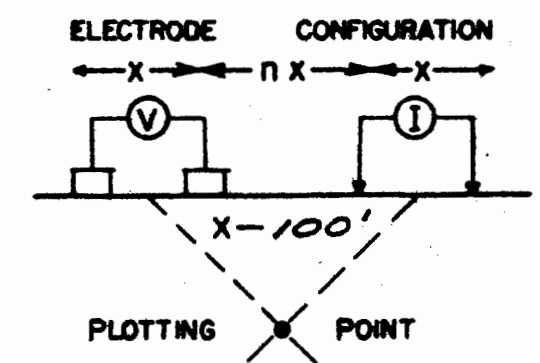 ELECTRODE CONFIGURATION
X n X X
V I
X-100'
PLOTTING POINT